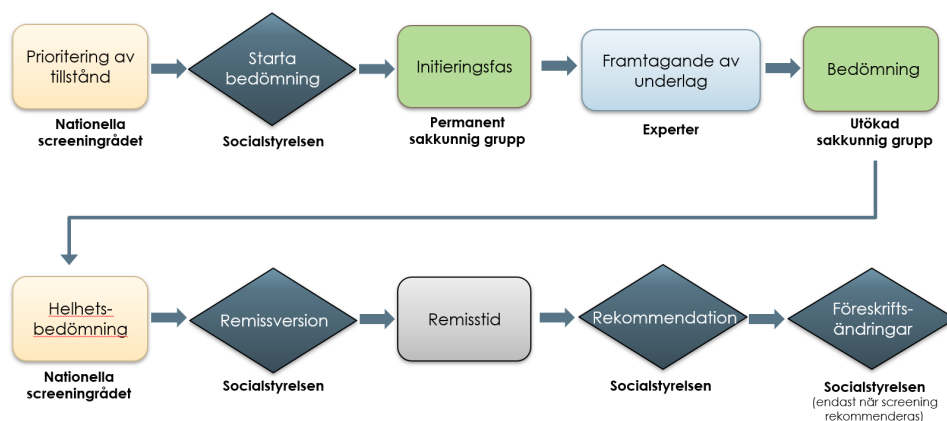 Prioritering av
tillstånd
Nationella
screeningrådet
Starta
bedömning
Socialstyrelsen
Initieringsfas
Permanent
sakkunnig grupp
Framtagande av
underlag
Experter
Bedömning
Utökad
sakkunnig grupp
Helhets-
bedömning
Nationella
screeningrådet
Remissversion
Socialstyrelsen
Remisstid
Rekommendation
Socialstyrelsen
Föreskrifts-
ändringar
Socialstyrelsen
(endast när screening
rekommenderas)